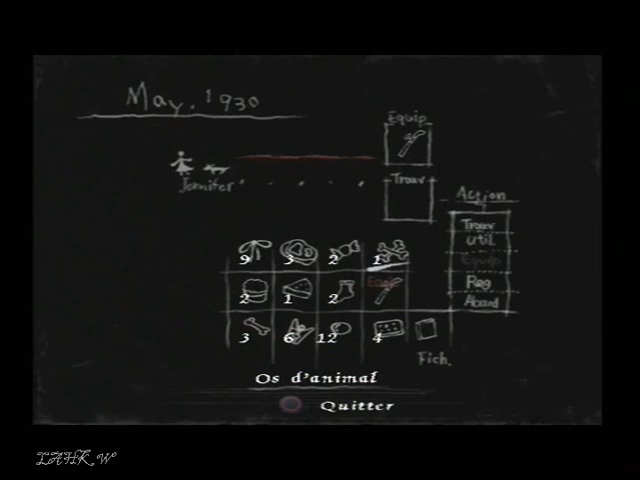 May. 1930
Equip.
Jennifer
Trouv
Action
Trouv
Util.
Equip
Reg
Aband
9 3 2 1
Equip
2 1 2
3 6 12 4
Fich.
Os d'animal
Quitter
LAHK.W